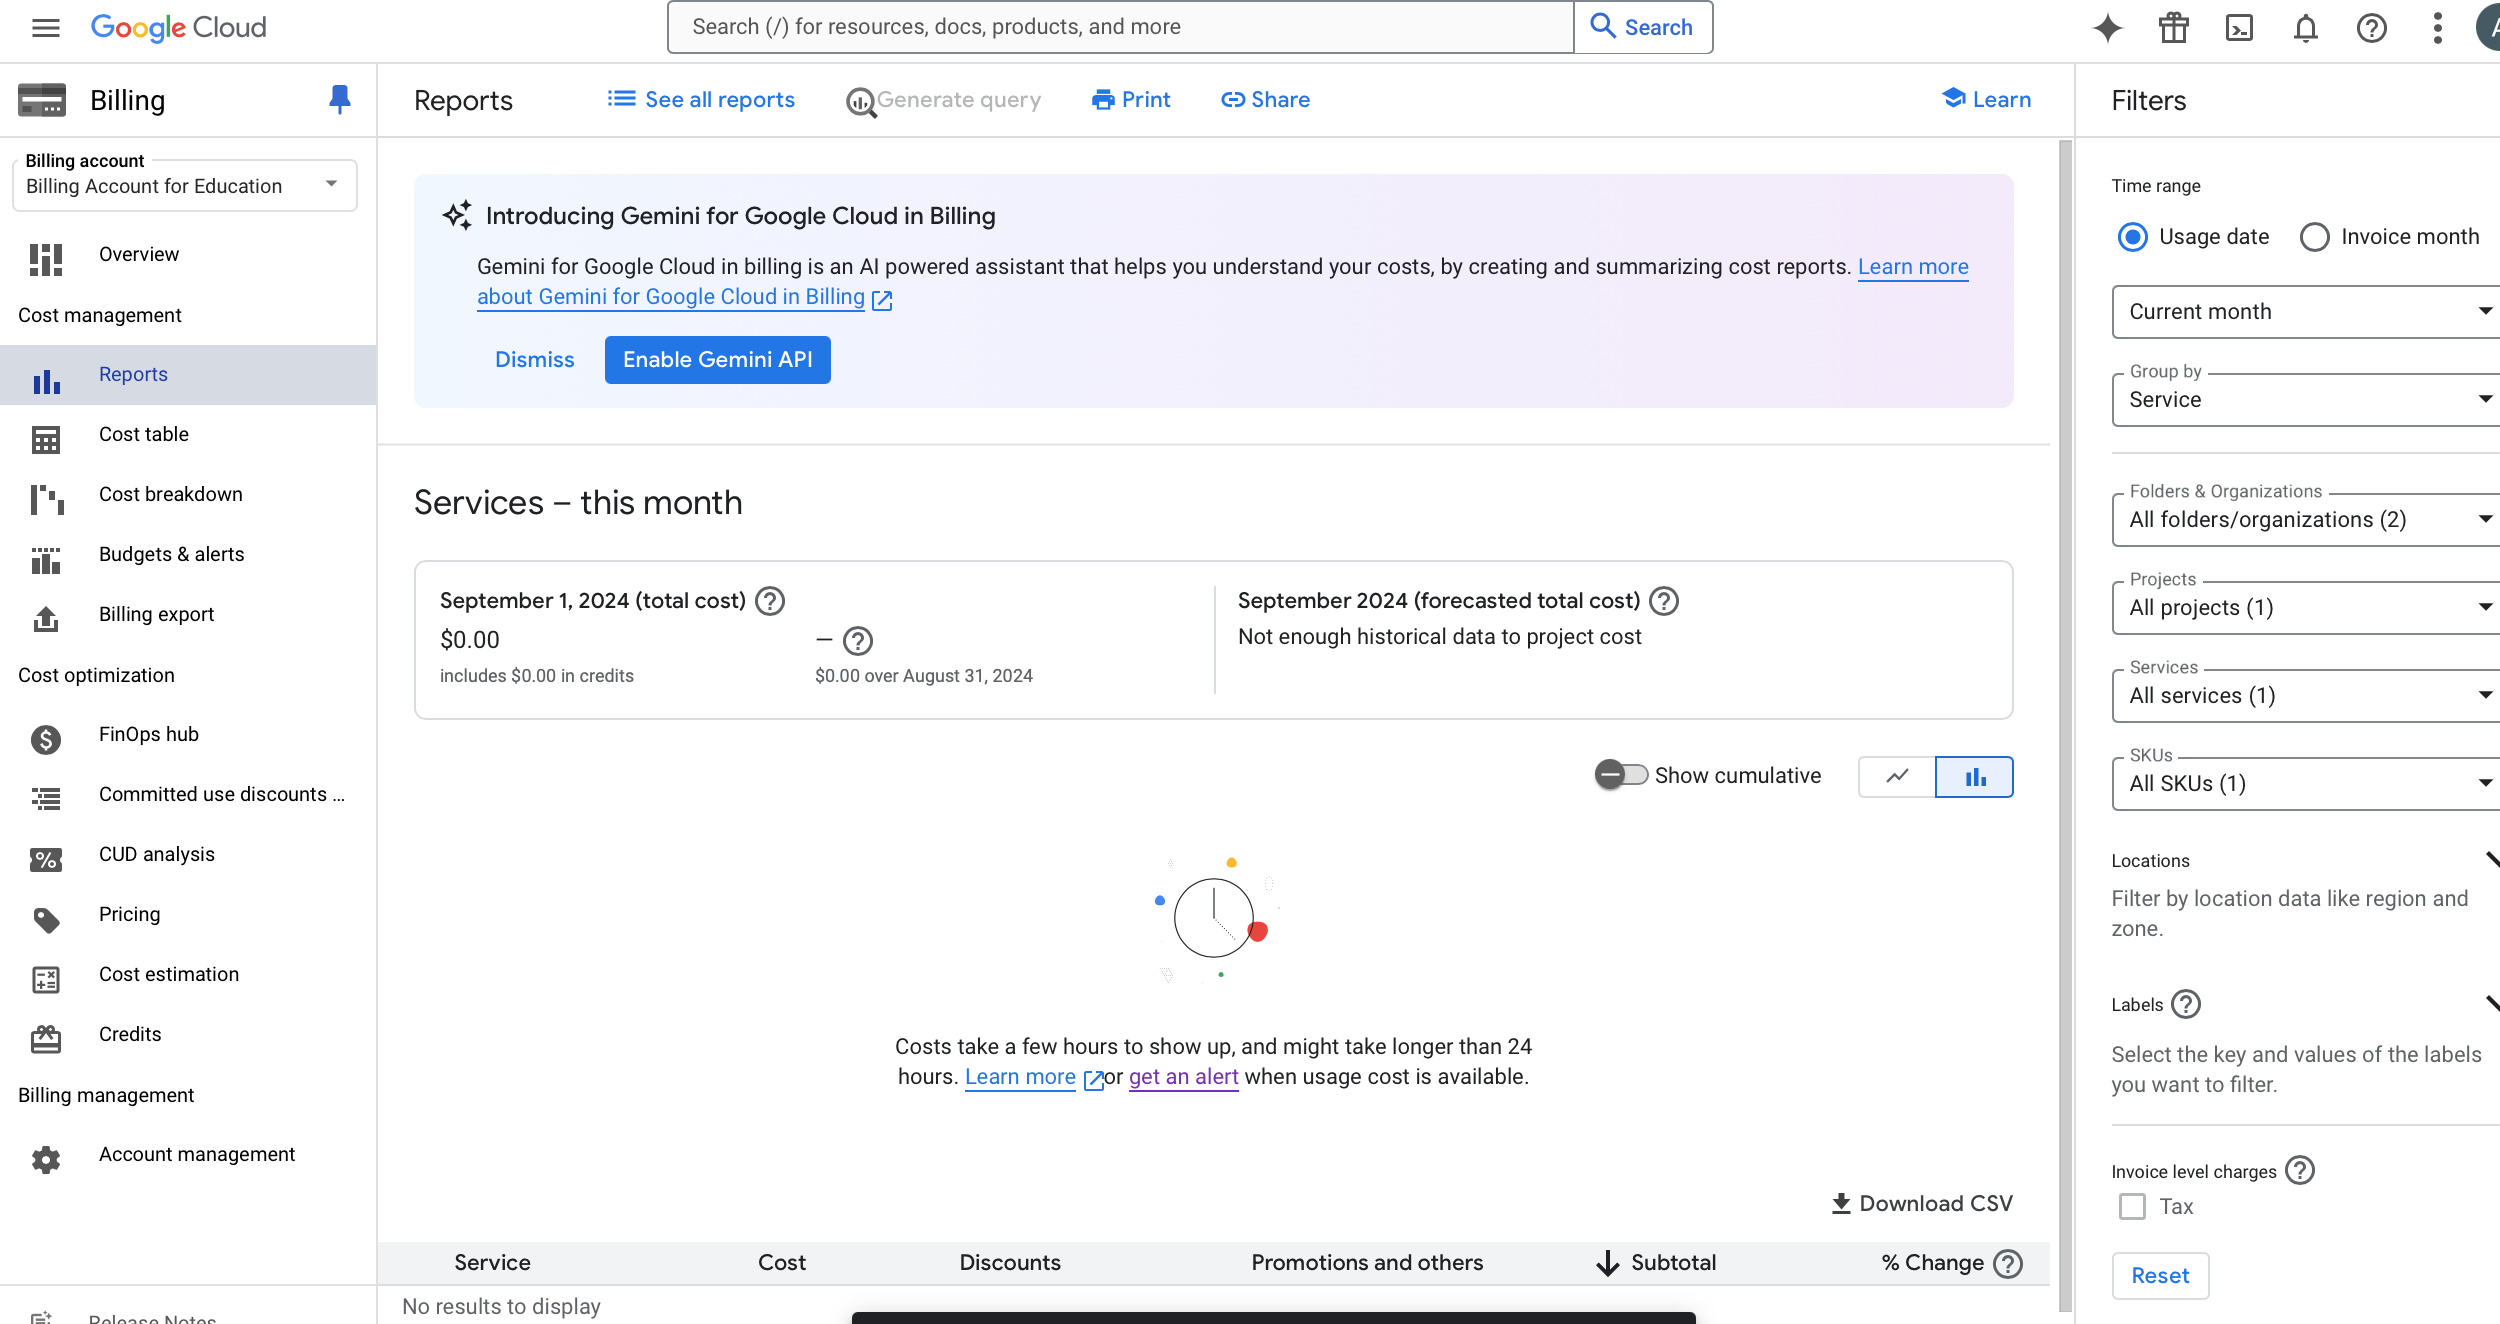 Google Cloud
Search (/) for resources, docs, products, and more
Search
Billing
Billing account
Billing Account for Education
Overview
Cost management
Reports
Cost table
Cost breakdown
Budgets & alerts
Billing export
Cost optimization
FinOps hub
Committed use discounts ...
CUD analysis
Pricing
Cost estimation
Credits
Billing management
Account management
Release Notes
Reports
See all reports
Generate query
Print
Share
Learn
Introducing Gemini for Google Cloud in Billing
Gemini for Google Cloud in billing is an AI powered assistant that helps you understand your costs, by creating and summarizing cost reports. Learn more
about Gemini for Google Cloud in Billing
Dismiss
Enable Gemini API
Services – this month
September 1, 2024 (total cost)
$0.00
includes $0.00 in credits
—
$0.00 over August 31, 2024
September 2024 (forecasted total cost)
Not enough historical data to project cost
Show cumulative
Costs take a few hours to show up, and might take longer than 24
hours. Learn more or get an alert when usage cost is available.
Download CSV
Service Cost Discounts Promotions and others Subtotal % Change
No results to display
Filters
Time range
Usage date
Invoice month
Current month
Group by
Service
Folders & Organizations
All folders/organizations (2)
Projects
All projects (1)
Services
All services (1)
SKUs
All SKUs (1)
Locations
Filter by location data like region and
zone.
Labels
Select the key and values of the labels
you want to filter.
Invoice level charges
Tax
Reset